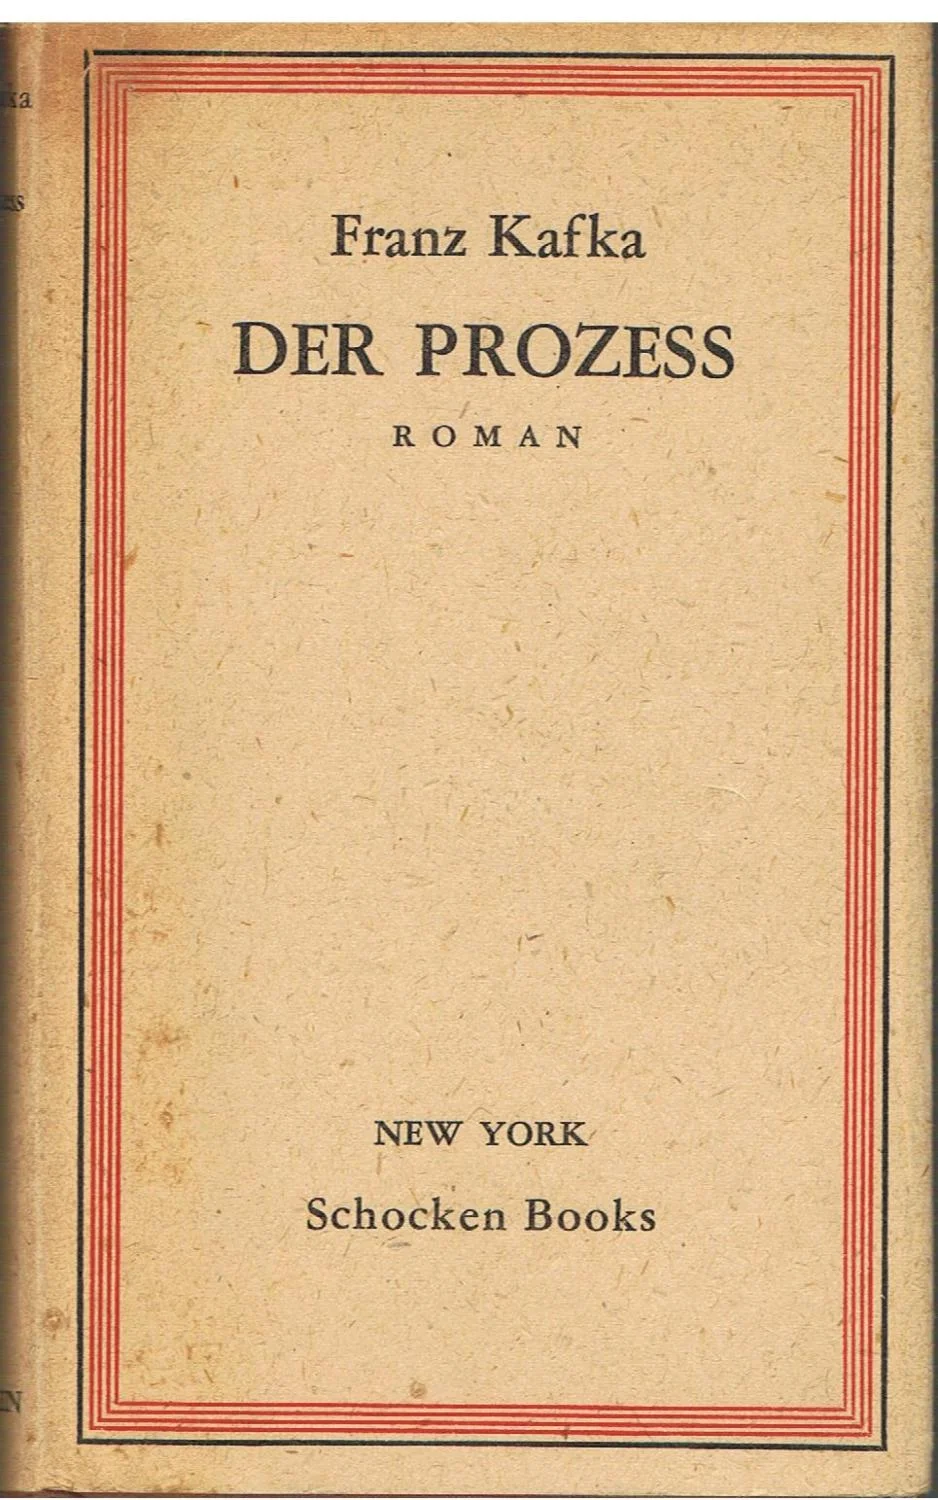 Franz Kafka
DER PROZESS
ROMAN
NEW YORK
Schocken Books